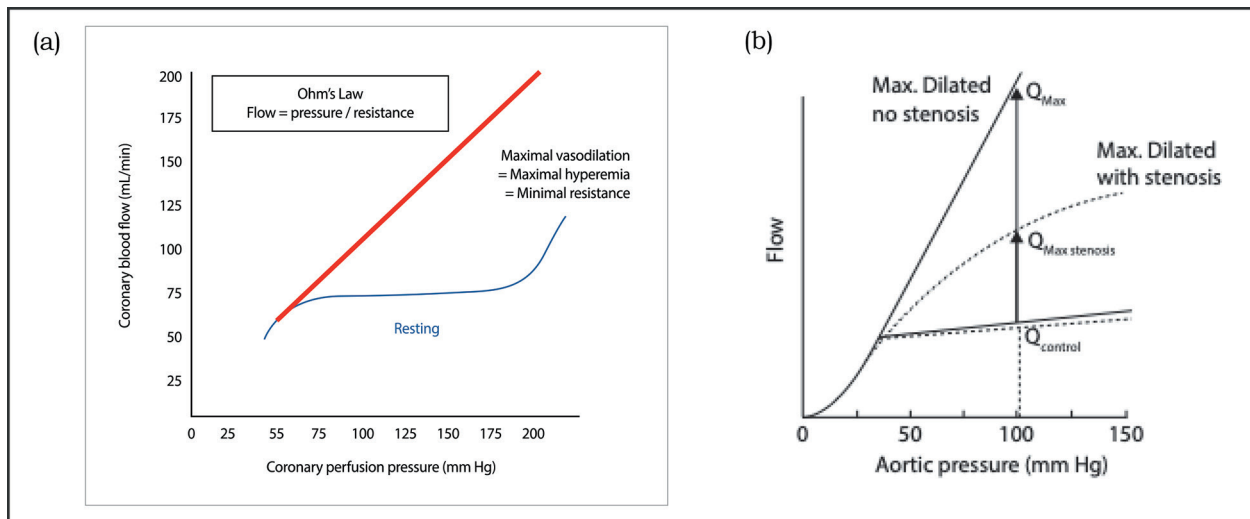 (a)
200
175
150
125
100
75
50
25
0
25
55
75
100
125
150
175
200
Coronary blood flow (mL/min)
Coronary perfusion pressure (mm Hg)
Ohm's Law
Flow = pressure / resistance
Maximal vasodilation
= Maximal hyperemia
= Minimal resistance
Resting
(b)
Max. Dilated
no stenosis
QMax
Max. Dilated
with stenosis
QMax stenosis
Qcontrol
Flow
0
50
100
150
Aortic pressure (mm Hg)